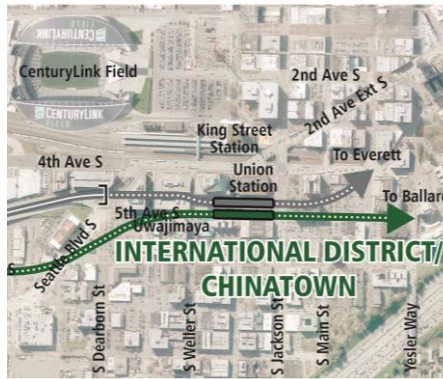 CENTURYLINK
FIELD
CenturyLink Field
CENTURYLINK
FIELD
2nd Ave S
2nd Ave Ext S
King Street
Station
4th Ave S
To Everett
Union
Station
To Ballard
5th Ave S
Uwajimaya
Seattle Blvd S
INTERNATIONAL DISTRICT/
CHINATOWN
S Dearborn St
S Weller St
S Jackson St
S Main St
Yesler Way